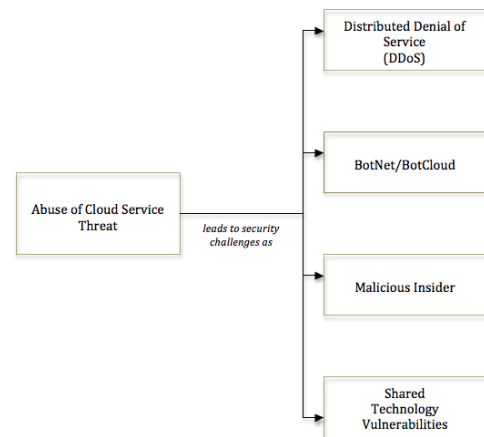 Distributed Denial of
Service
(DDoS)
BotNet/BotCloud
Abuse of Cloud Service
Threat
leads to security
challenges as
Malicious Insider
Shared
Technology
Vulnerabilities